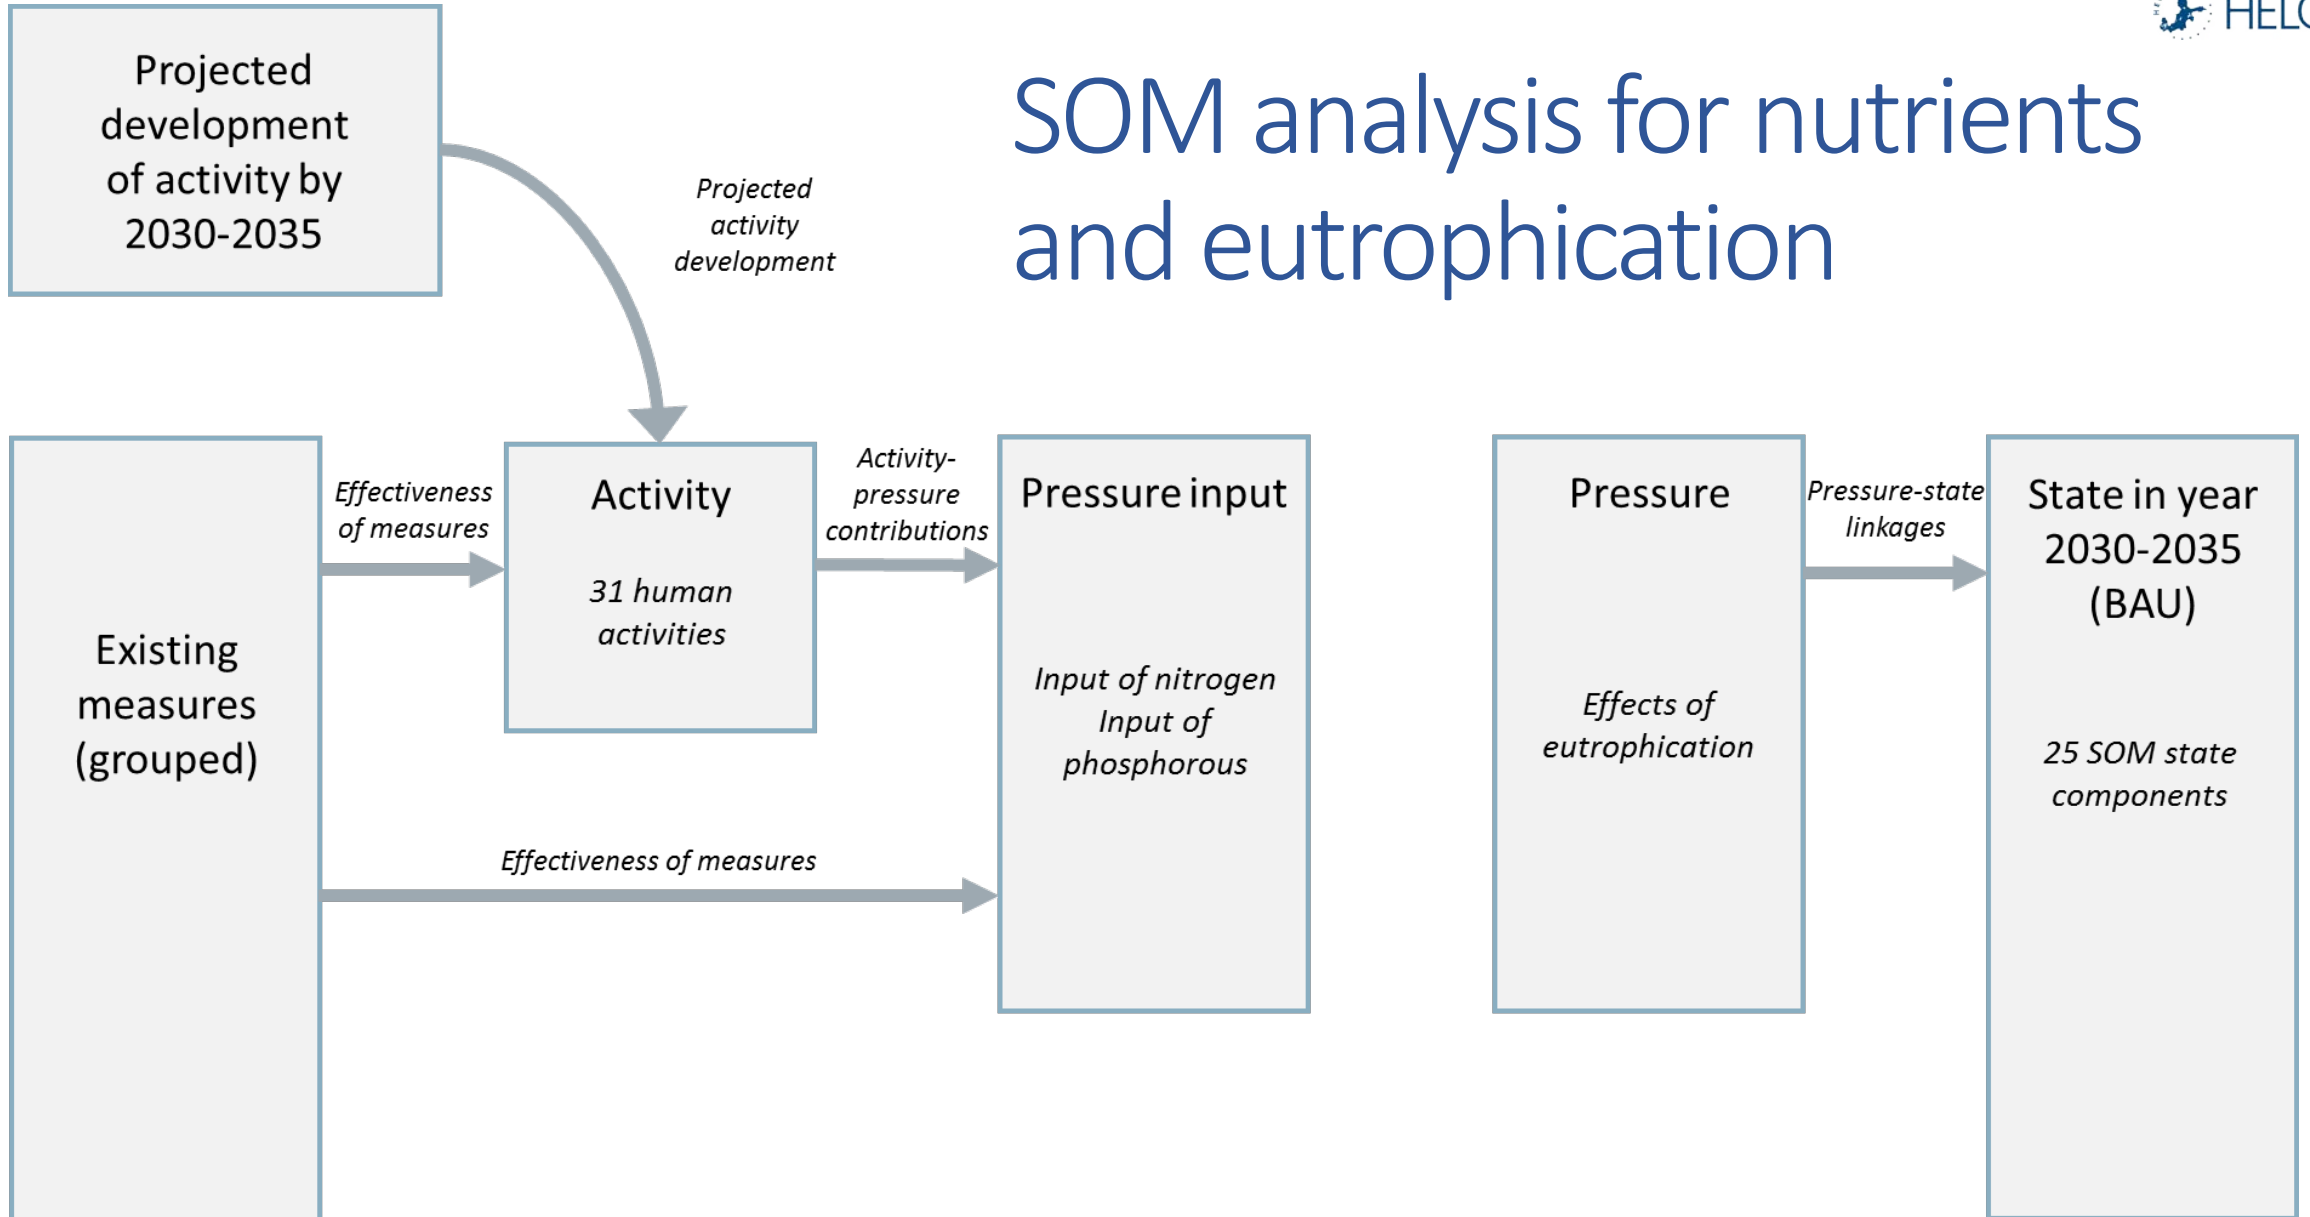 HELC
SOM analysis for nutrients
and eutrophication
Projected
development
of activity by
2030-2035
Projected
activity
development
Existing
measures
(grouped)
Effectiveness
of measures
Activity
31 human
activities
Activity-
pressure
contributions
Effectiveness of measures
Pressure input
Input of nitrogen
Input of
phosphorous
Pressure
Effects of
eutrophication
Pressure-state
linkages
State in year
2030-2035
(BAU)
25 SOM state
components